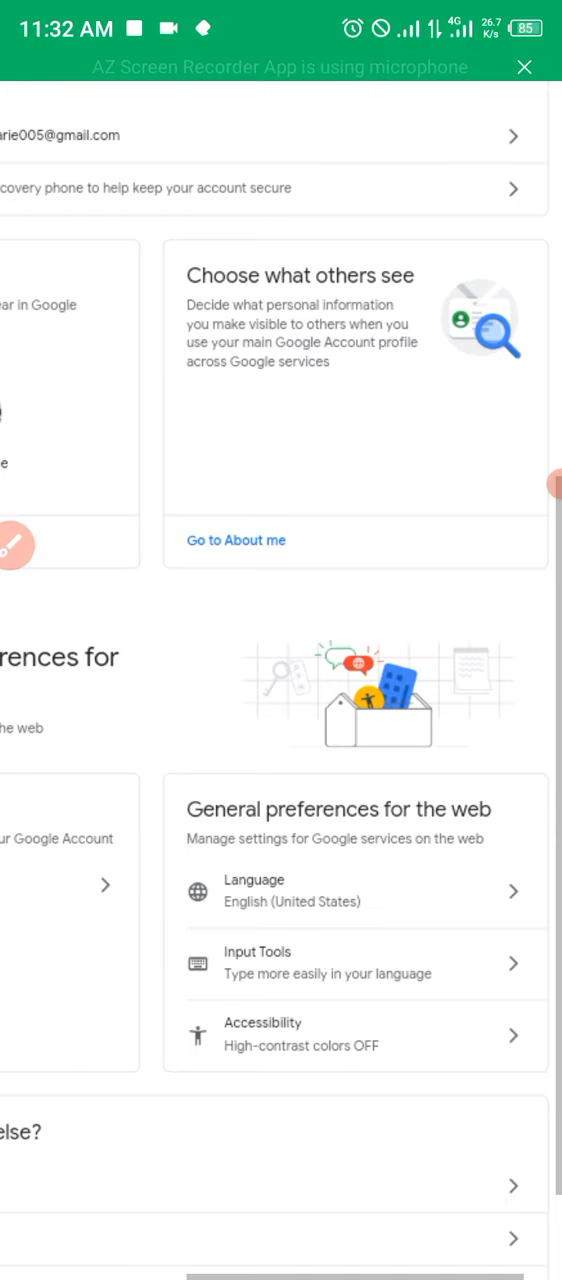 11:32 AM
4G
26.7
K/s
85
AZ Screen Recorder App is using microphone
arie005@gmail.com
covery phone to help keep your account secure
ear in Google
e
Choose what others see
Decide what personal information
you make visible to others when you
use your main Google Account profile
across Google services
Go to About me
rences for
he web
ur Google Account
General preferences for the web
Manage settings for Google services on the web
Language
English (United States)
Input Tools
Type more easily in your language
Accessibility
High-contrast colors OFF
else?